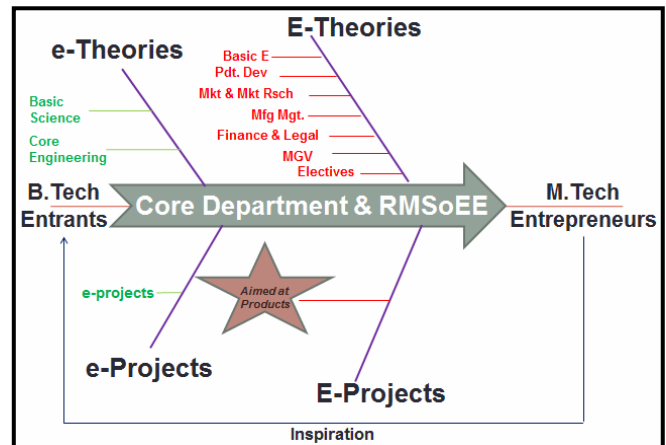 e-Theories
E-Theories
Basic E
Pdt. Dev
Mkt & Mkt Rsch
Mfg Mgt.
Finance & Legal
MGV
Electives
Basic
Science
Core
Engineering
B.Tech
Entrants
Core Department & RMSoEE
M.Tech
Entrepreneurs
e-projects
Aimed at
Products
e-Projects
E-Projects
Inspiration